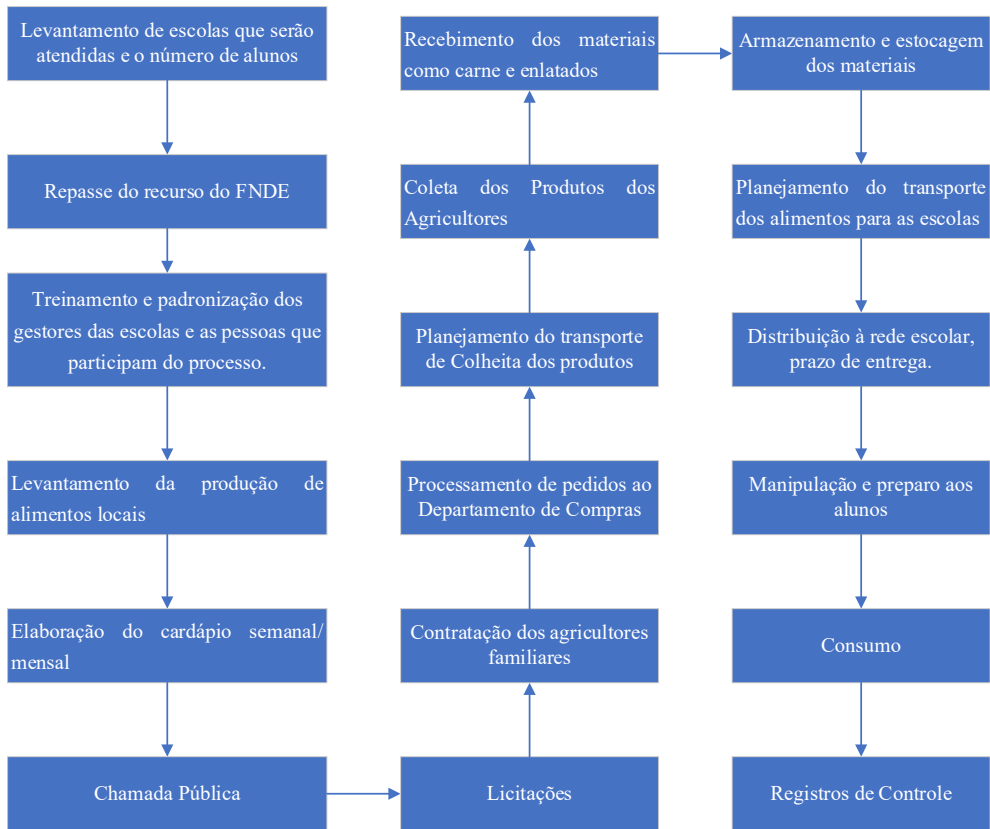 Levantamento de escolas que serão
atendidas e o número de alunos
Repasse do recurso do FNDE
Treinamento e padronização dos
gestores das escolas e as pessoas que
participam do processo.
Levantamento da produção de
alimentos locais
Elaboração do cardápio semanal/
mensal
Chamada Pública
Licitações
Contratação dos agricultores
familiares
Processamento de pedidos ao
Departamento de Compras
Planejamento do transporte
de Colheita dos produtos
Coleta dos Produtos dos
Agricultores
Recebimento dos materiais
como carne e enlatados
Armazenamento e estocagem
dos materiais
Planejamento do transporte
dos alimentos para as escolas
Distribuição à rede escolar,
prazo de entrega.
Manipulação e preparo aos
alunos
Consumo
Registros de Controle